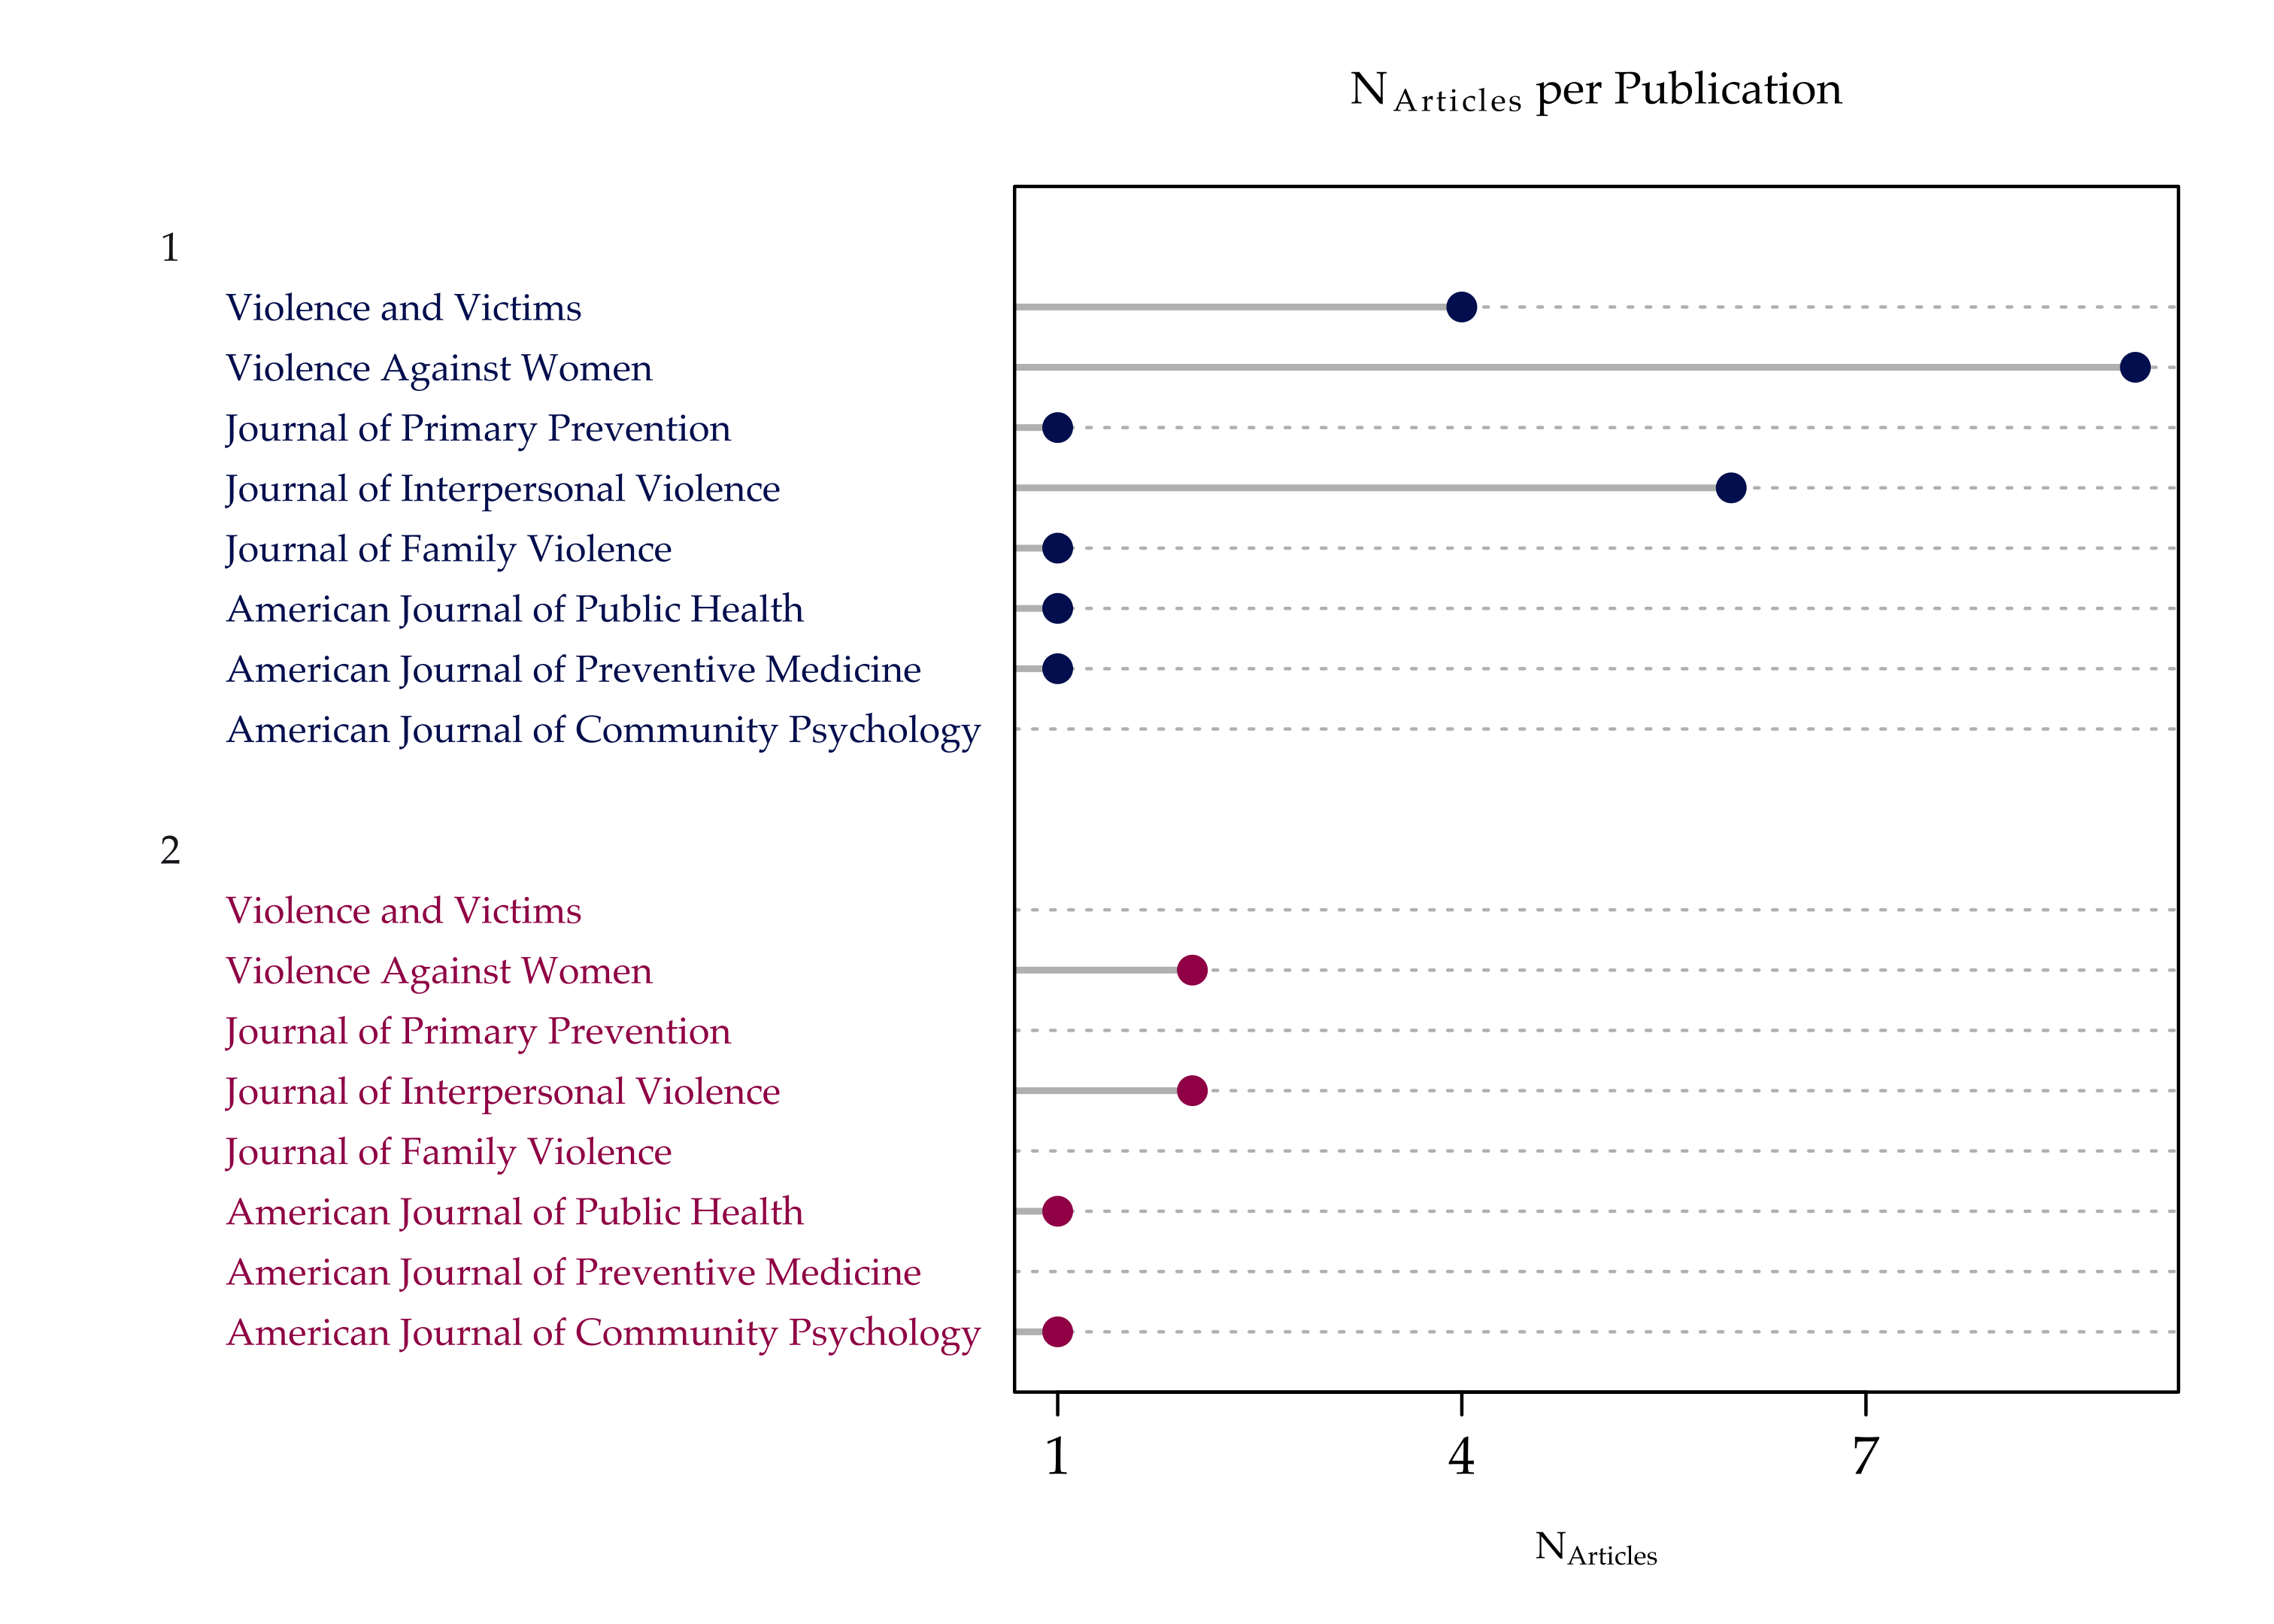 N Articles per Publication
1
Violence and Victims
Violence Against Women
Journal of Primary Prevention
Journal of Interpersonal Violence
Journal of Family Violence
American Journal of Public Health
American Journal of Preventive Medicine
American Journal of Community Psychology
2
Violence and Victims
Violence Against Women
Journal of Primary Prevention
Journal of Interpersonal Violence
Journal of Family Violence
American Journal of Public Health
American Journal of Preventive Medicine
American Journal of Community Psychology
1 4 7
NArticles